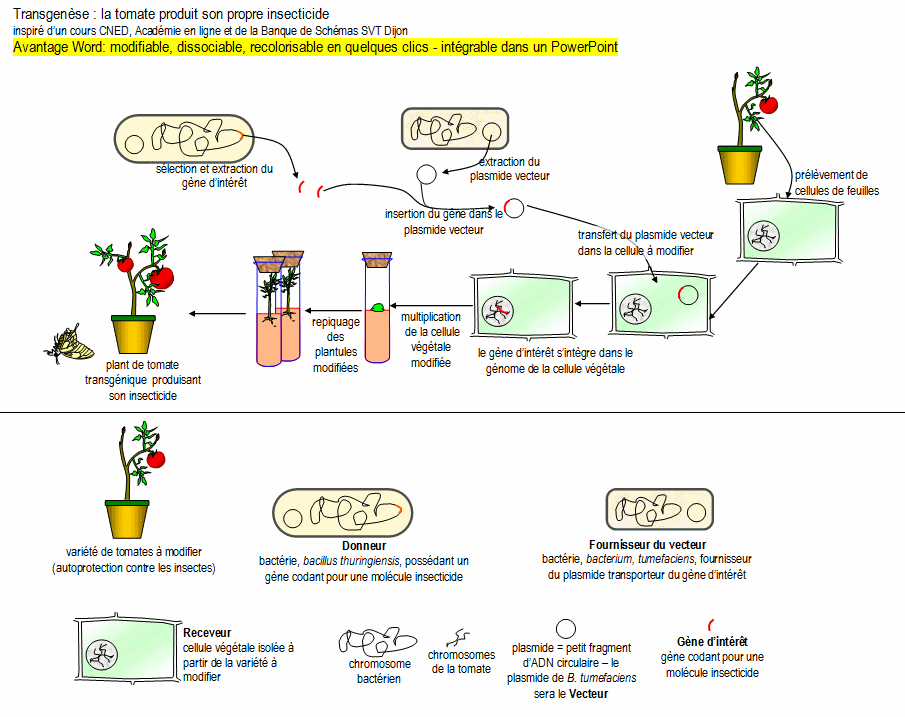 Transgenèse : la tomate produit son propre insecticide
inspiré d'un cours CNED, Académie en ligne et de la Banque de Schémas SVT Dijon
Avantage Word: modifiable, dissociable, recolorisable en quelques clics - intégrable dans un PowerPoint
sélection et extraction du
gène d'intérêt
extraction du
plasmide vecteur
prélèvement de
cellules de feuilles
insertion du gène dans le
plasmide vecteur
transfert du plasmide vecteur
dans la cellule à modifier
le gène d'intérêt s'intègre dans le
génome de la cellule végétale
multiplication
de la cellule
végétale
modifiée
repiquage
des
plantules
modifiées
plant de tomate
transgénique produisant
son insecticide
variété de tomates à modifier
(autoprotection contre les insectes)
Donneur
bactérie, bacillus thuringiensis, possédant un
gène codant pour une molécule insecticide
Fournisseur du vecteur
bactérie, bacterium, tumefaciens, fournisseur
du plasmide transporteur du gène d'intérêt
Receveur
cellule végétale isolée à
partir de la variété à
modifier
chromosome
bactérien
chromosomes
de la tomate
plasmide = petit fragment
d'ADN circulaire – le
plasmide de B. tumefaciens
sera le Vecteur
Gène d'intérêt
gène codant pour une
molécule insecticide